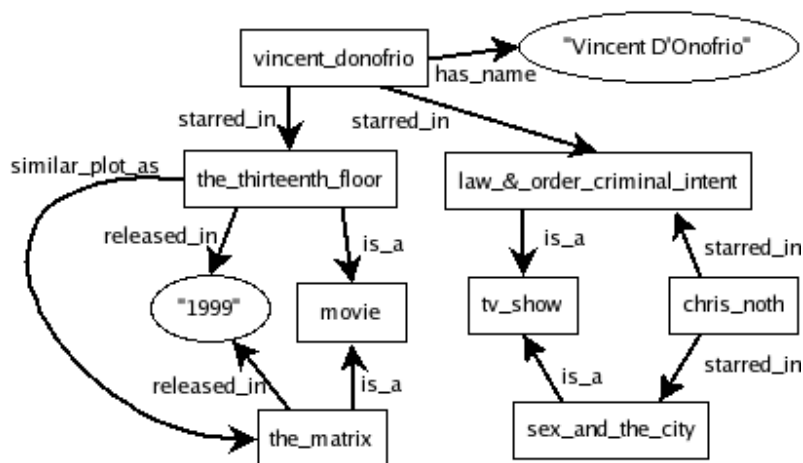 vincent_donofrio
"Vincent D'Onofrio"
has_name
starred_in
starred_in
similar_plot_as
the_thirteenth_floor
law_&_order_criminal_intent
released_in
is_a
is_a
starred_in
"1999"
movie
tv_show
chris_noth
released_in
is_a
is_a
starred_in
the_matrix
sex_and_the_city